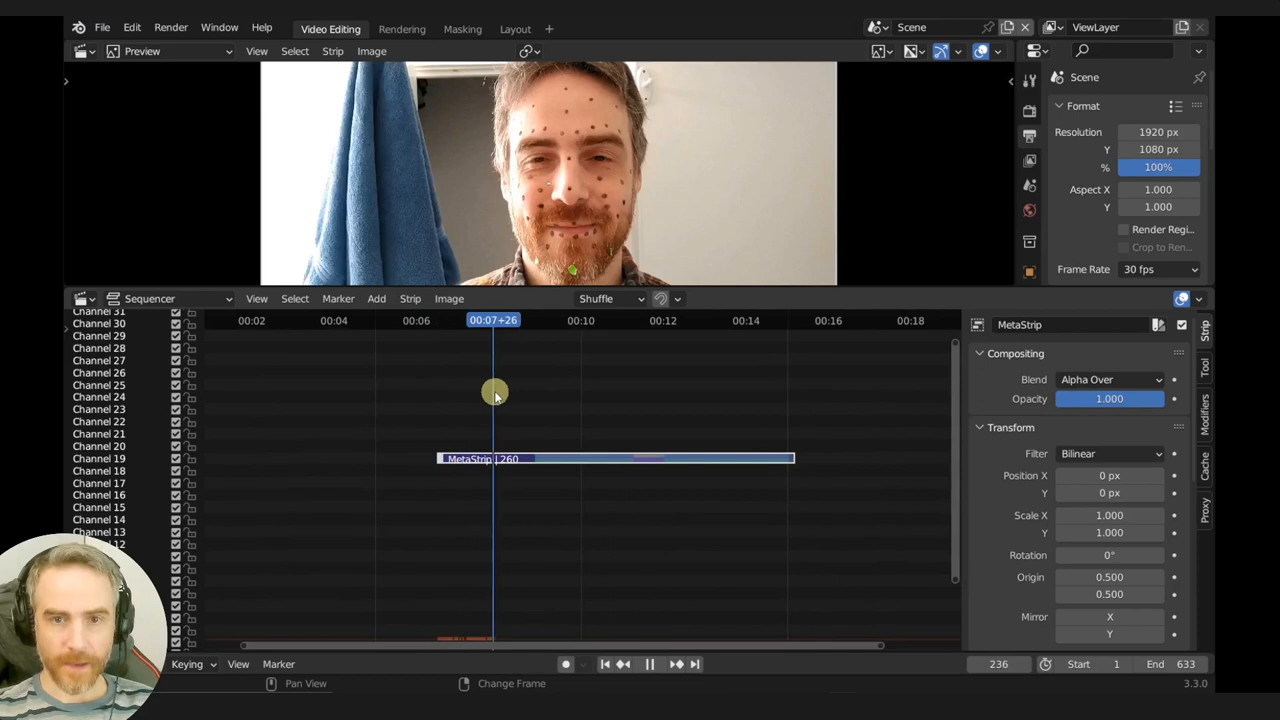 File Edit Render Window Help Video Editing Rendering Masking Layout + Scene ViewLayer
Preview View Select Strip Image
Scene
Format
Resolution 1920 px
Y 1080 px
% 100%
Aspect X 1.000
Y 1.000
Render Regi...
Crop to Ren...
Frame Rate 30 fps
Sequencer View Select Marker Add Strip Image Shuffle
00:02 00:04 00:06 00:07+26 00:10 00:12 00:14 00:16 00:18
Channel 31
Channel 30
Channel 29
Channel 28
Channel 27
Channel 26
Channel 25
Channel 24
Channel 23
Channel 22
Channel 21
Channel 20
Channel 19
Channel 18
Channel 17
Channel 16
Channel 15
Channel 14
Channel 13
12
MetaStrip | 260
MetaStrip
Compositing
Blend Alpha Over
Opacity 1.000
Transform
Filter Bilinear
Position X 0 px
Y 0 px
Scale X 1.000
Y 1.000
Rotation 0°
Origin 0.500
0.500
Mirror X
Y
Strip
Tool
Modifiers
Cache
Proxy
Keying View Marker 236 Start 1 End 633
Pan View Change Frame 3.3.0